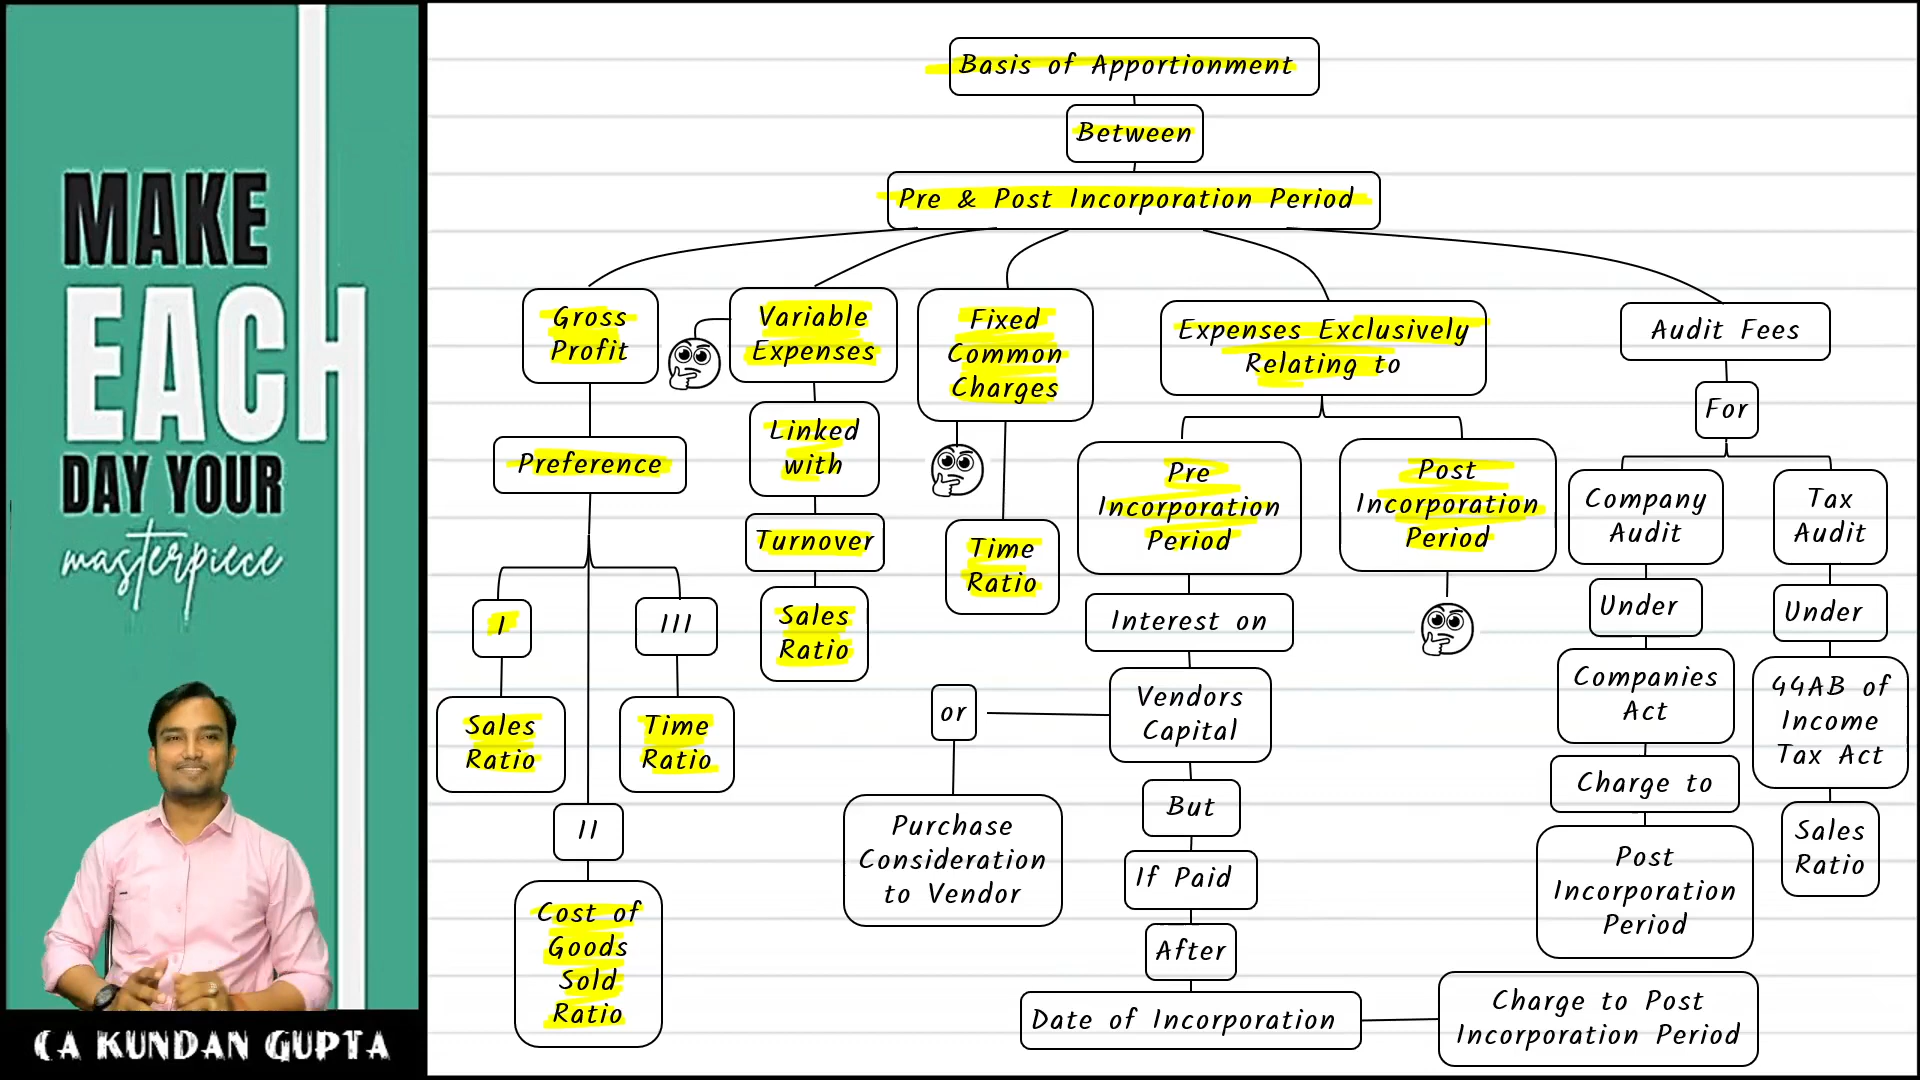 MAKE
EACH
DAY YOUR
masterpiece
CA KUNDAN GUPTA
Basis of Apportionment
Between
Pre & Post Incorporation Period
Gross
Profit
Preference
I
Sales
Ratio
II
Cost of
Goods
Sold
Ratio
III
Time
Ratio
Variable
Expenses
Linked
with
Turnover
Sales
Ratio
Fixed
Common
Charges
Time
Ratio
Expenses Exclusively
Relating to
Pre
Incorporation
Period
Interest on
Vendors
Capital
or
Purchase
Consideration
to Vendor
But
If Paid
After
Date of Incorporation
Charge to Post
Incorporation Period
Post
Incorporation
Period
Audit Fees
For
Company
Audit
Under
Companies
Act
Charge to
Post
Incorporation
Period
Tax
Audit
Under
44AB of
Income
Tax Act
Sales
Ratio